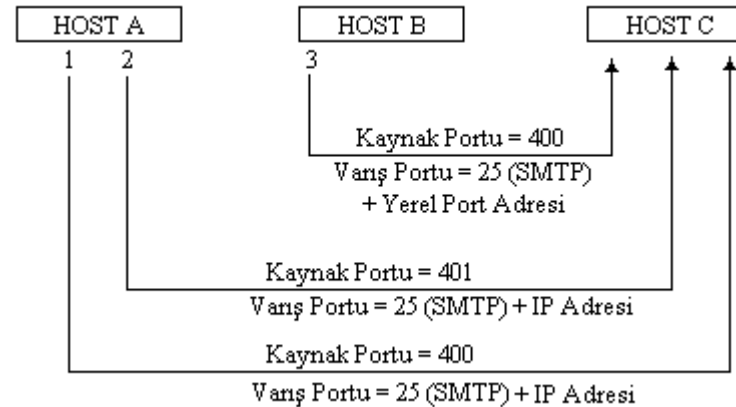 HOST A
HOST B
HOST C
1
2
3
Kaynak Portu = 400
Varış Portu = 25 (SMTP)
+ Yerel Port Adresi
Kaynak Portu = 401
Varış Portu = 25 (SMTP) + IP Adresi
Kaynak Portu = 400
Varış Portu = 25 (SMTP) + IP Adresi